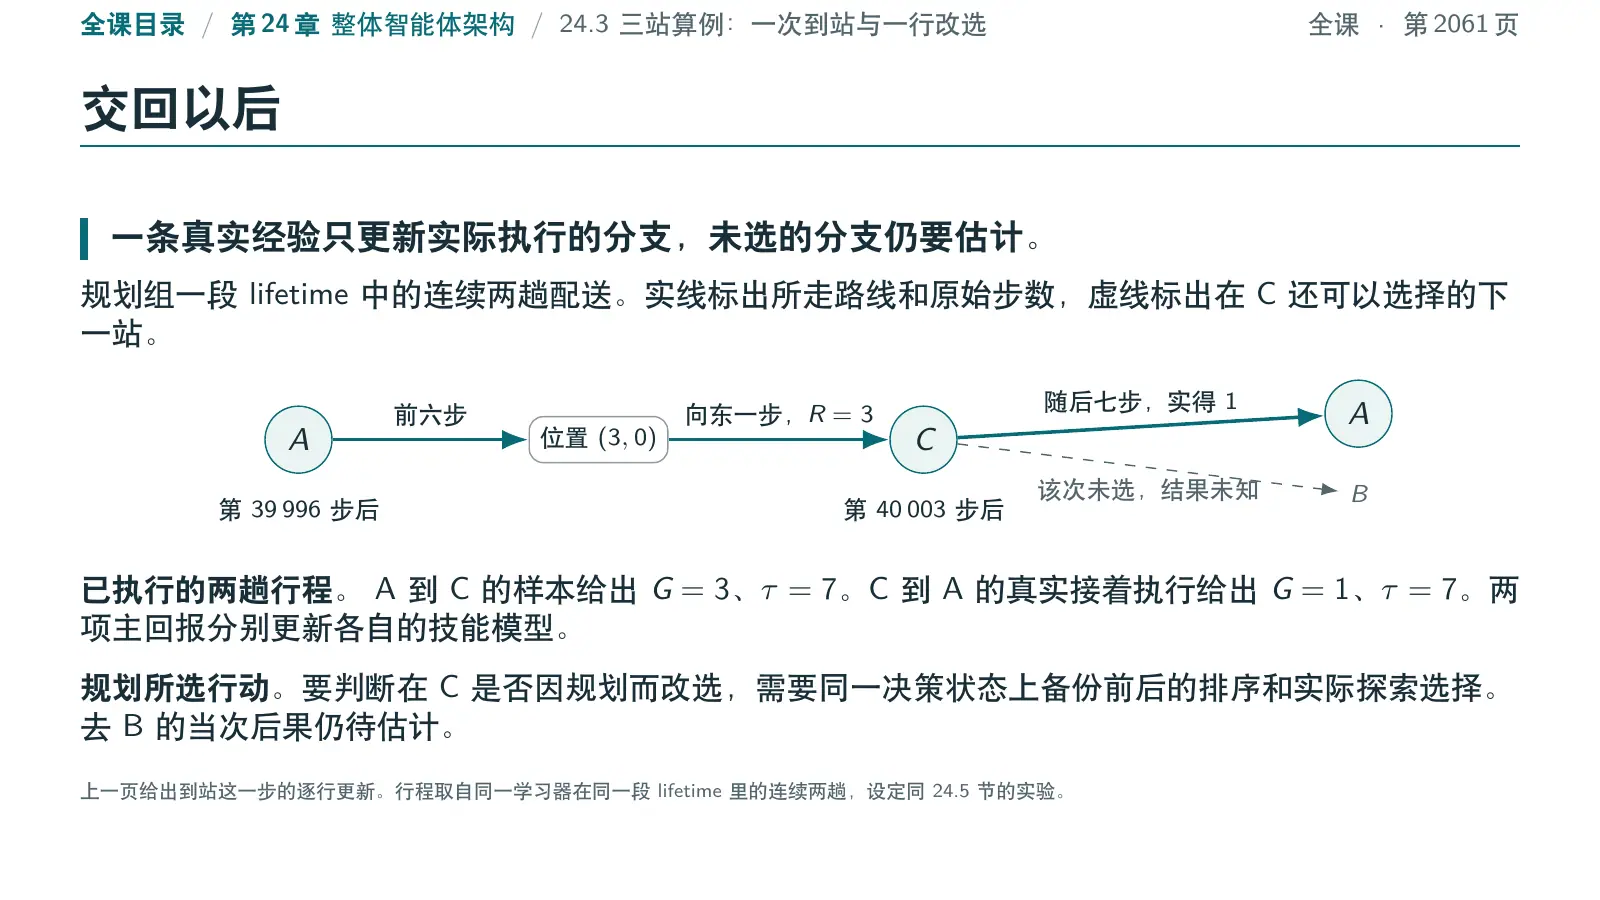 全课目录 / 第 24 章 整体智能体架构 / 24.3 三站算例：一次到站与一行改选 全课 · 第 2061 页
交回以后
一条真实经验只更新实际执行的分支，未选的分支仍要估计。
规划组一段 lifetime 中的连续两趟配送。实线标出所走路线和原始步数，虚线标出在 C 还可以选择的下
一站。
随后七步，实得 1
A
前六步
向东一步，R = 3
A
位置 (3, 0)
C
该次未选，结果未知
B
第 39 996 步后
第 40 003 步后
已执行的两趟行程。 A 到 C 的样本给出 G = 3、τ = 7。C 到 A 的真实接着执行给出 G = 1、τ = 7。两
项主回报分别更新各自的技能模型。
规划所选行动。要判断在 C 是否因规划而改选，需要同一决策状态上备份前后的排序和实际探索选择。
去 B 的当次后果仍待估计。
上一页给出到站这一步的逐行更新。行程取自同一学习器在同一段 lifetime 里的连续两趟，设定同 24.5 节的实验。